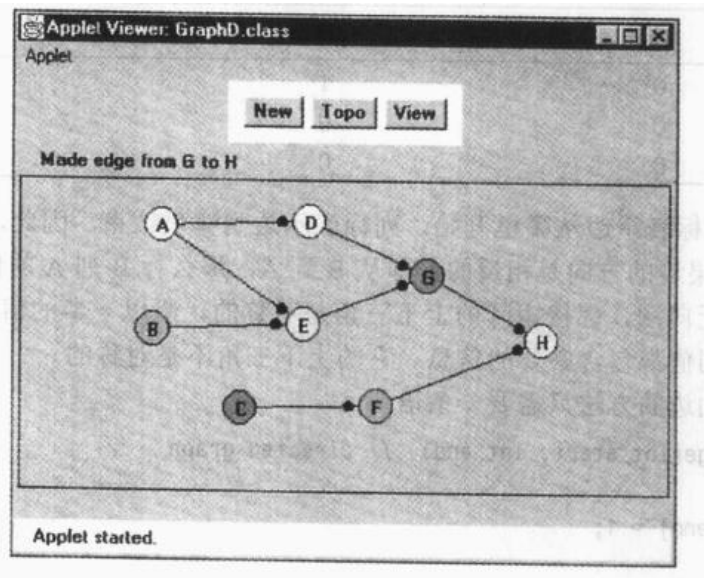 Applet Viewer: GraphD.class
Applet
New Topo View
Made edge from G to H
A D
G
B E
H
C F
Applet started.